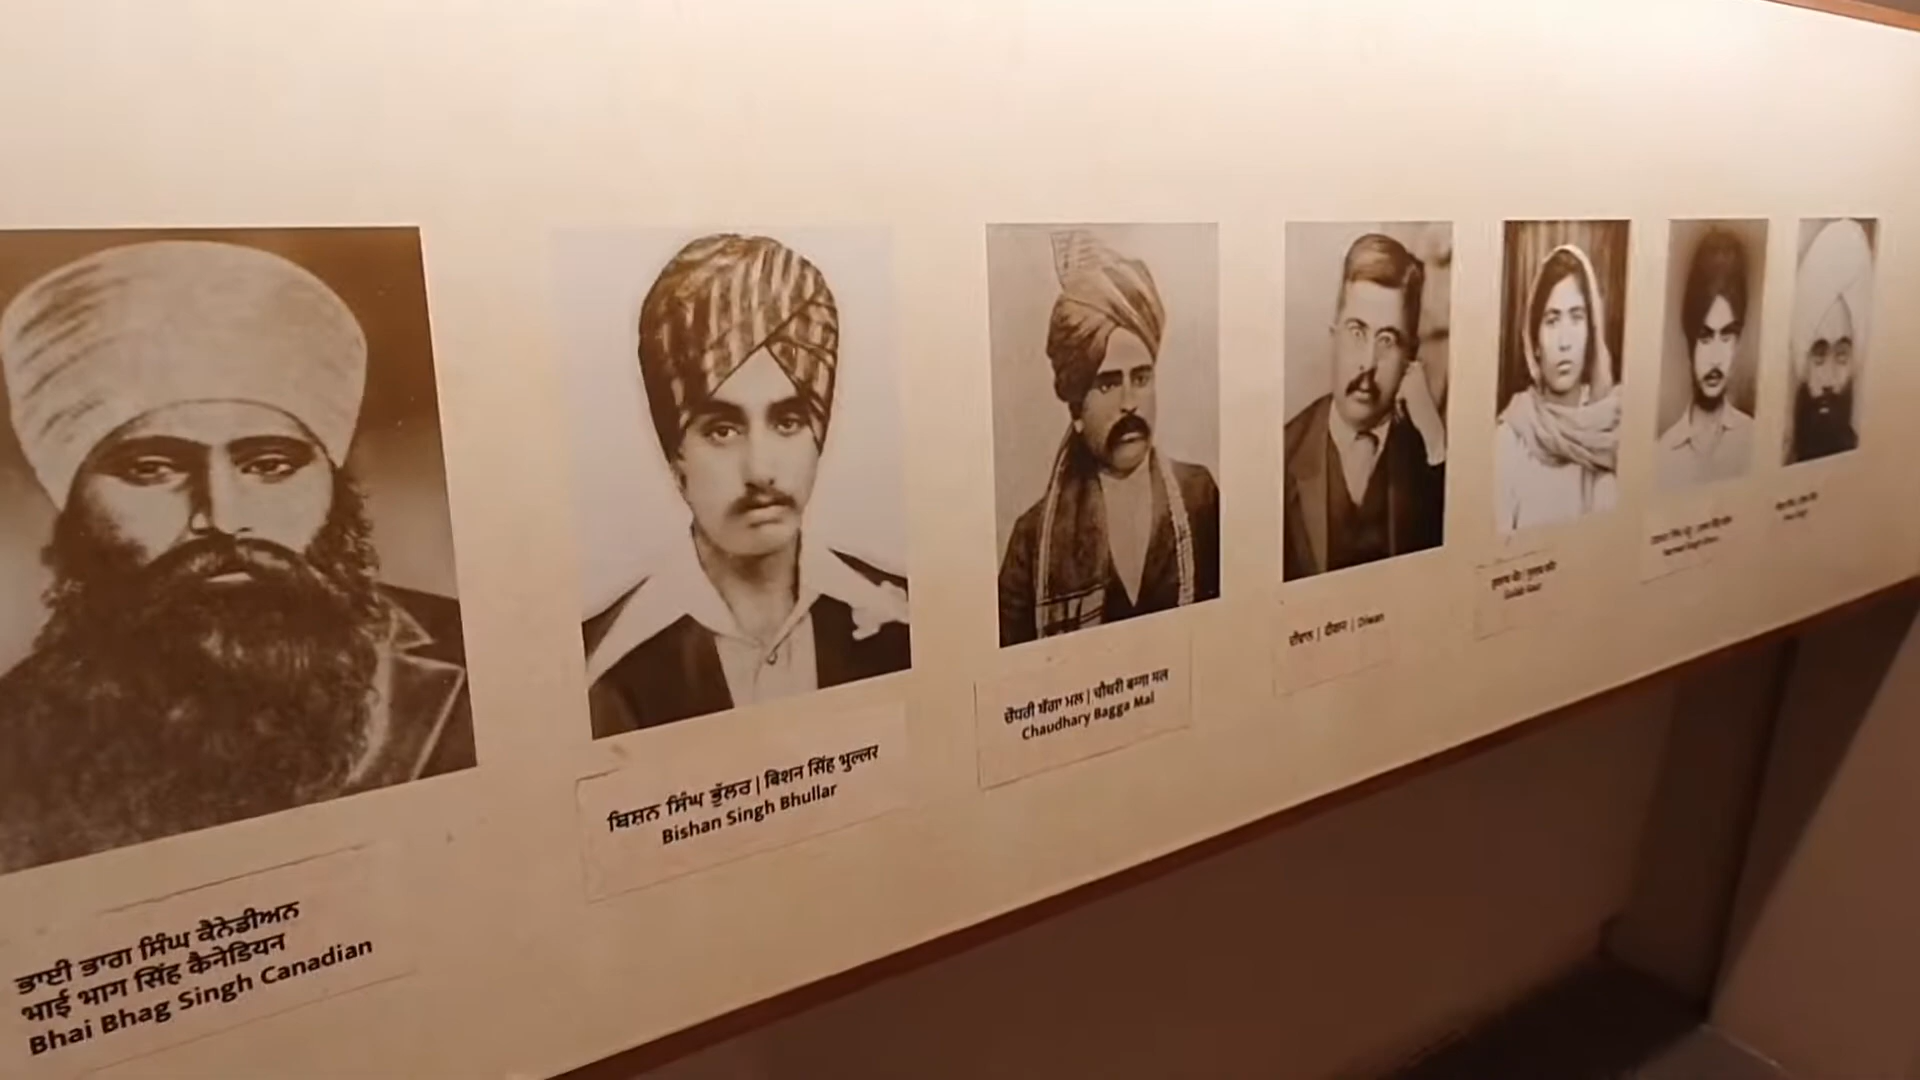 ਭਾਈ ਭਾਗ ਸਿੰਘ ਕੈਨੇਡੀਅਨ
भाई भाग सिंह कैनेडियन
Bhai Bhag Singh Canadian
ਬਿਸ਼ਨ ਸਿੰਘ ਭੁੱਲਰ | बिशन सिंह भुल्लर
Bishan Singh Bhullar
ਚੌਧਰੀ ਬੱਗਾ ਮਲ | चौधरी बग्गा मल
Chaudhary Bagga Mal
ਦੀਵਾਨ | दीवान | Diwan
ਗੁਲਾਬ ਕੌਰ | गुलाब कौर
Gulab Kaur